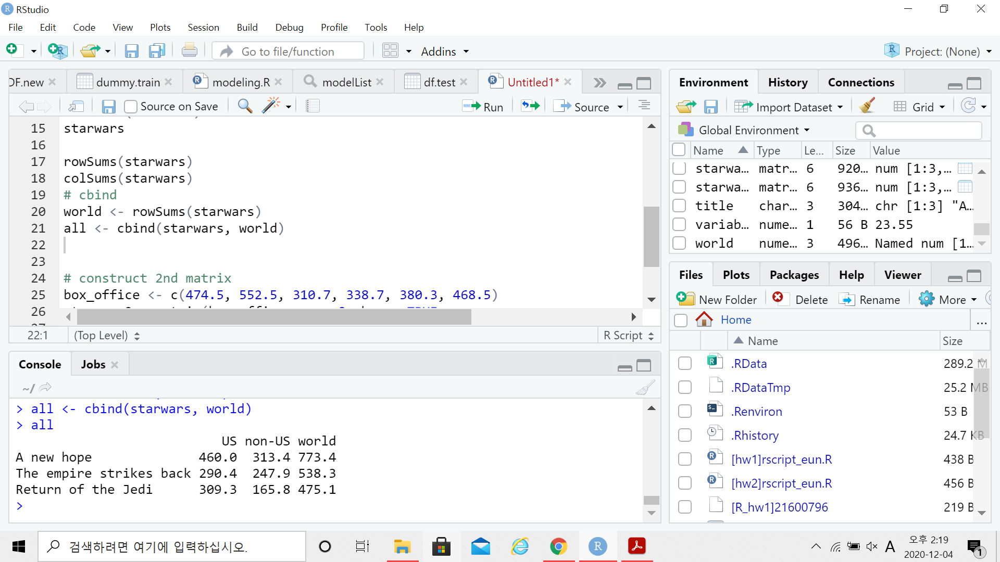 RStudio
File Edit Code View Plots Session Build Debug Profile Tools Help
Go to file/function Addins Project: (None)
DF.new dummy.train modeling.R modelList df.test Untitled1*
Source on Save Run Source
15 starwars
16
17 rowSums(starwars)
18 colSums(starwars)
19 # cbind
20 world <- rowSums(starwars)
21 all <- cbind(starwars, world)
22
23
24 # construct 2nd matrix
25 box_office <- c(474.5, 552.5, 310.7, 338.7, 380.3, 468.5)
26
22:1 (Top Level) R Script
Console Jobs
~/
> all <- cbind(starwars, world)
> all
US non-US world
A new hope 460.0 313.4 773.4
The empire strikes back 290.4 247.9 538.3
Return of the Jedi 309.3 165.8 475.1
>
Environment History Connections
Import Dataset Grid
Global Environment
Name Type Le... Size Value
starwa... matr... 6 920... num [1:3,...
starwa... matr... 6 936... num [1:3,...
title char... 3 304... chr [1:3] "A...
variab... nume... 1 56 B 23.55
world nume... 3 496... Named num [1...
Files Plots Packages Help Viewer
New Folder Delete Rename More
Home ...
Name Size
.RData 289.2 M
.RDataTmp 25.2 MB
.Renviron 53 B
.Rhistory 24.7 KB
[hw1]rscript_eun.R 438 B
[hw2]rscript_eun.R 456 B
[R_hw1]21600796 219 B
검색하려면 여기에 입력하십시오.
A 오후 2:19
2020-12-04
1